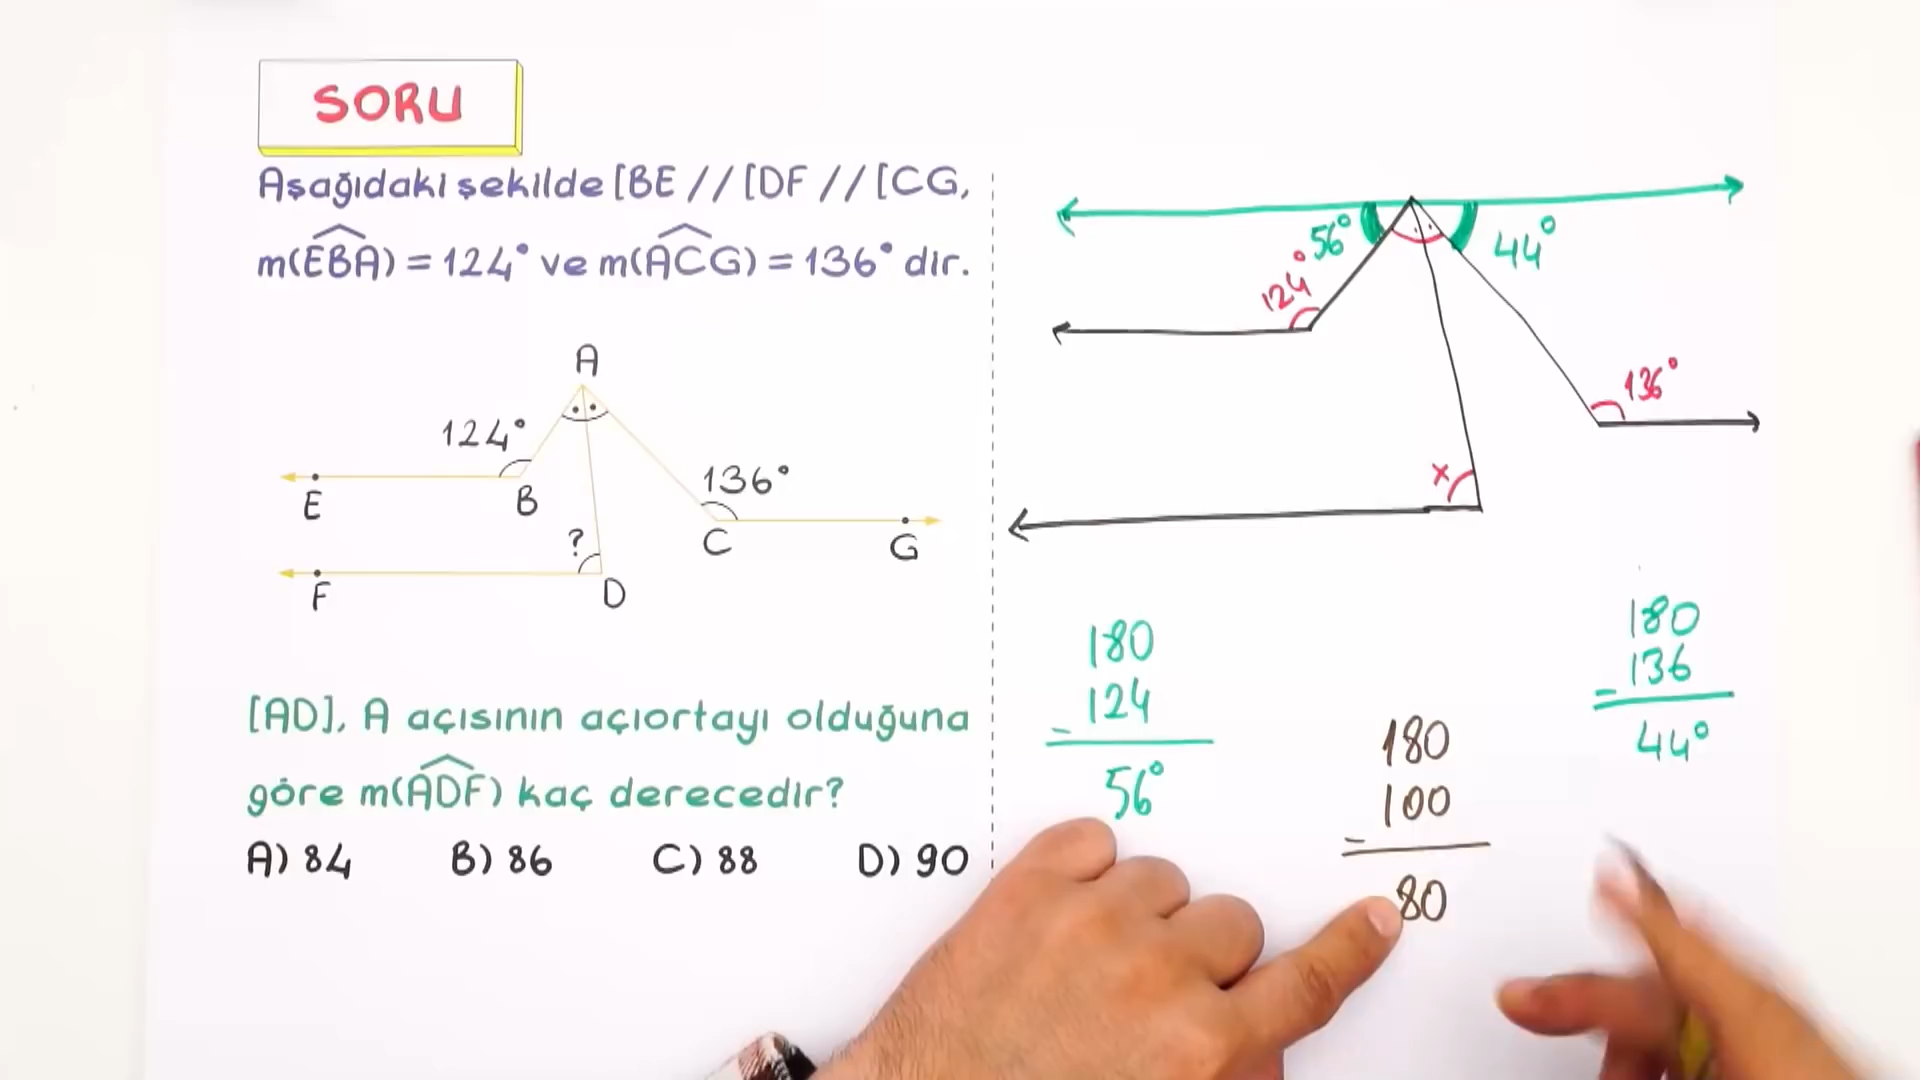 SORU
Aşağıdaki şekilde [BE // [DF // [CG,
m(EBA) = 124° ve m(ACG) = 136° dir.
A
124°
136°
E
B
?
C
G
F
D
[AD], A açısının açıortayı olduğuna
göre m(ADF) kaç derecedir?
A) 84 B) 86 C) 88 D) 90
56°
44°
124°
136°
x
180
124
-
56°
180
100
-
80
180
136
-
44°